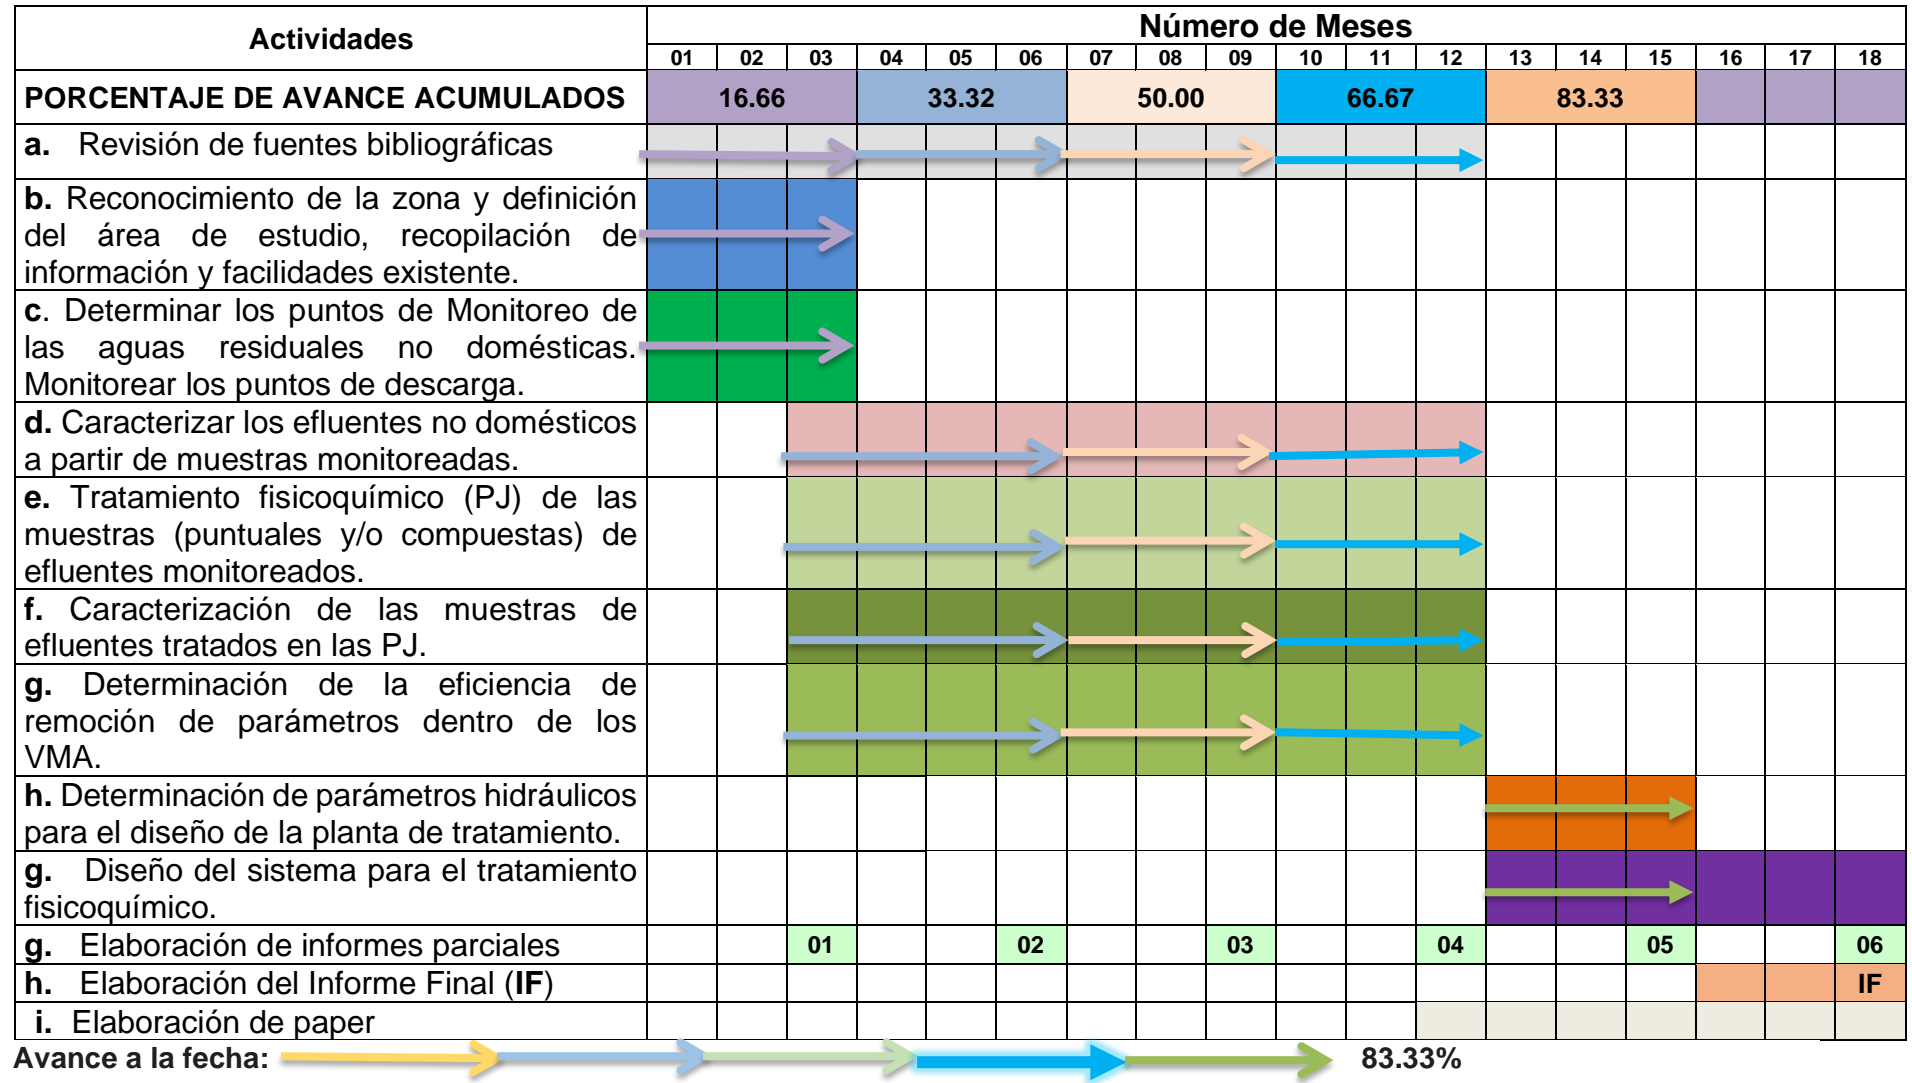 Actividades
Número de Meses
01 02 03 04 05 06 07 08 09 10 11 12 13 14 15 16 17 18
PORCENTAJE DE AVANCE ACUMULADOS 16.66 33.32 50.00 66.67 83.33
a. Revisión de fuentes bibliográficas
b. Reconocimiento de la zona y definición
del área de estudio, recopilación de
información y facilidades existente.
c. Determinar los puntos de Monitoreo de
las aguas residuales no domésticas.
Monitorear los puntos de descarga.
d. Caracterizar los efluentes no domésticos
a partir de muestras monitoreadas.
e. Tratamiento fisicoquímico (PJ) de las
muestras (puntuales y/o compuestas) de
efluentes monitoreados.
f. Caracterización de las muestras de
efluentes tratados en las PJ.
g. Determinación de la eficiencia de
remoción de parámetros dentro de los
VMA.
h. Determinación de parámetros hidráulicos
para el diseño de la planta de tratamiento.
g. Diseño del sistema para el tratamiento
fisicoquímico.
g. Elaboración de informes parciales 01 02 03 04 05 06
h. Elaboración del Informe Final (IF) IF
i. Elaboración de paper
Avance a la fecha: 83.33%